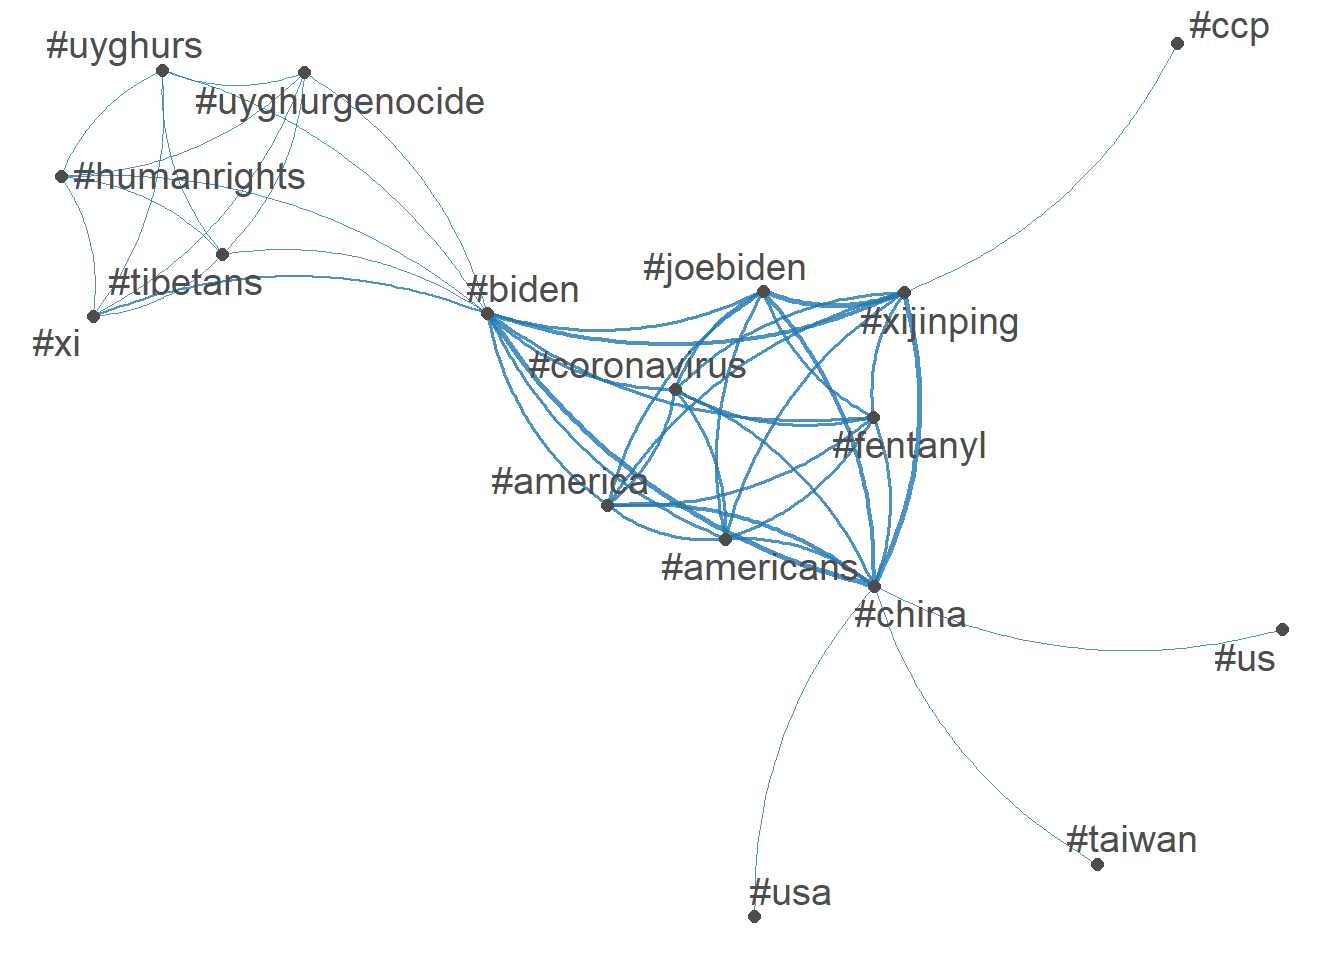 #ccp
#uyghurs
#uyghurgenocide
#humanrights
#tibetans
#joebiden
#biden
#xijinping
#xi
#coronavirus
#fentanyl
#america
#americans
#china
#us
#taiwan
#usa